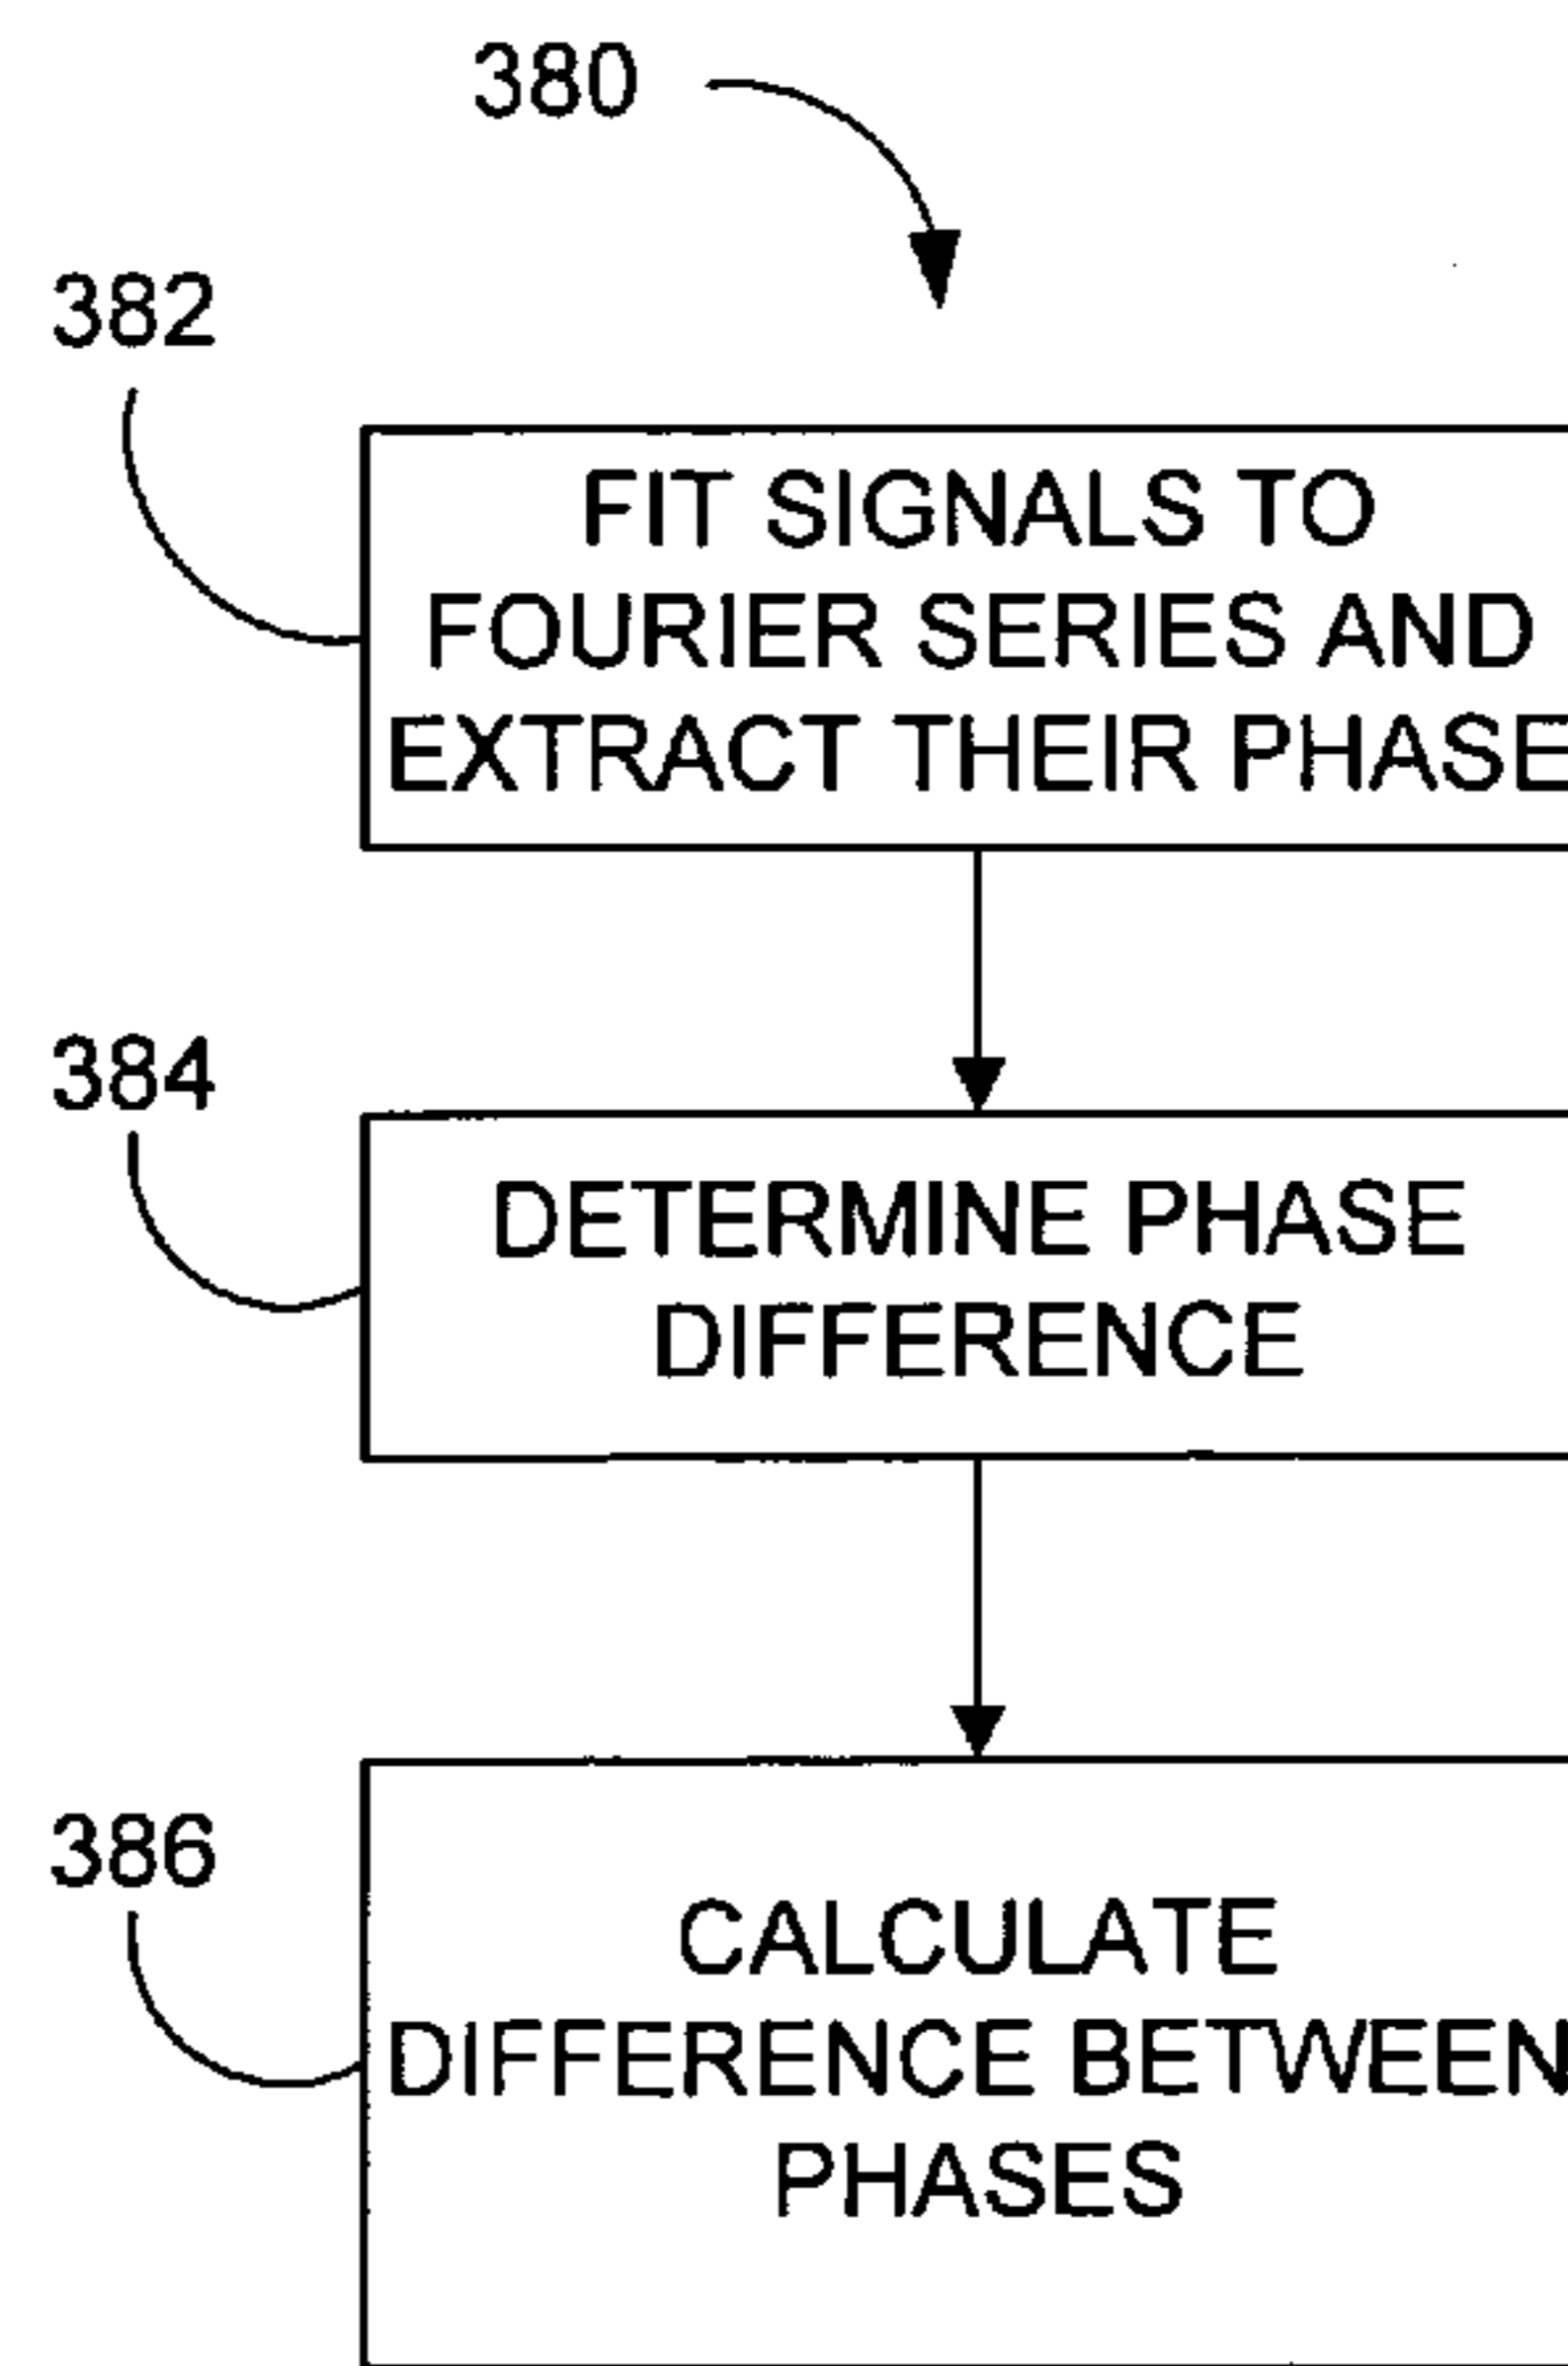 380
382
FIT SIGNALS TO
FOURIER SERIES AND
EXTRACT THEIR PHASE
384
DETERMINE PHASE
DIFFERENCE
386
CALCULATE
DIFFERENCE BETWEEN
PHASES